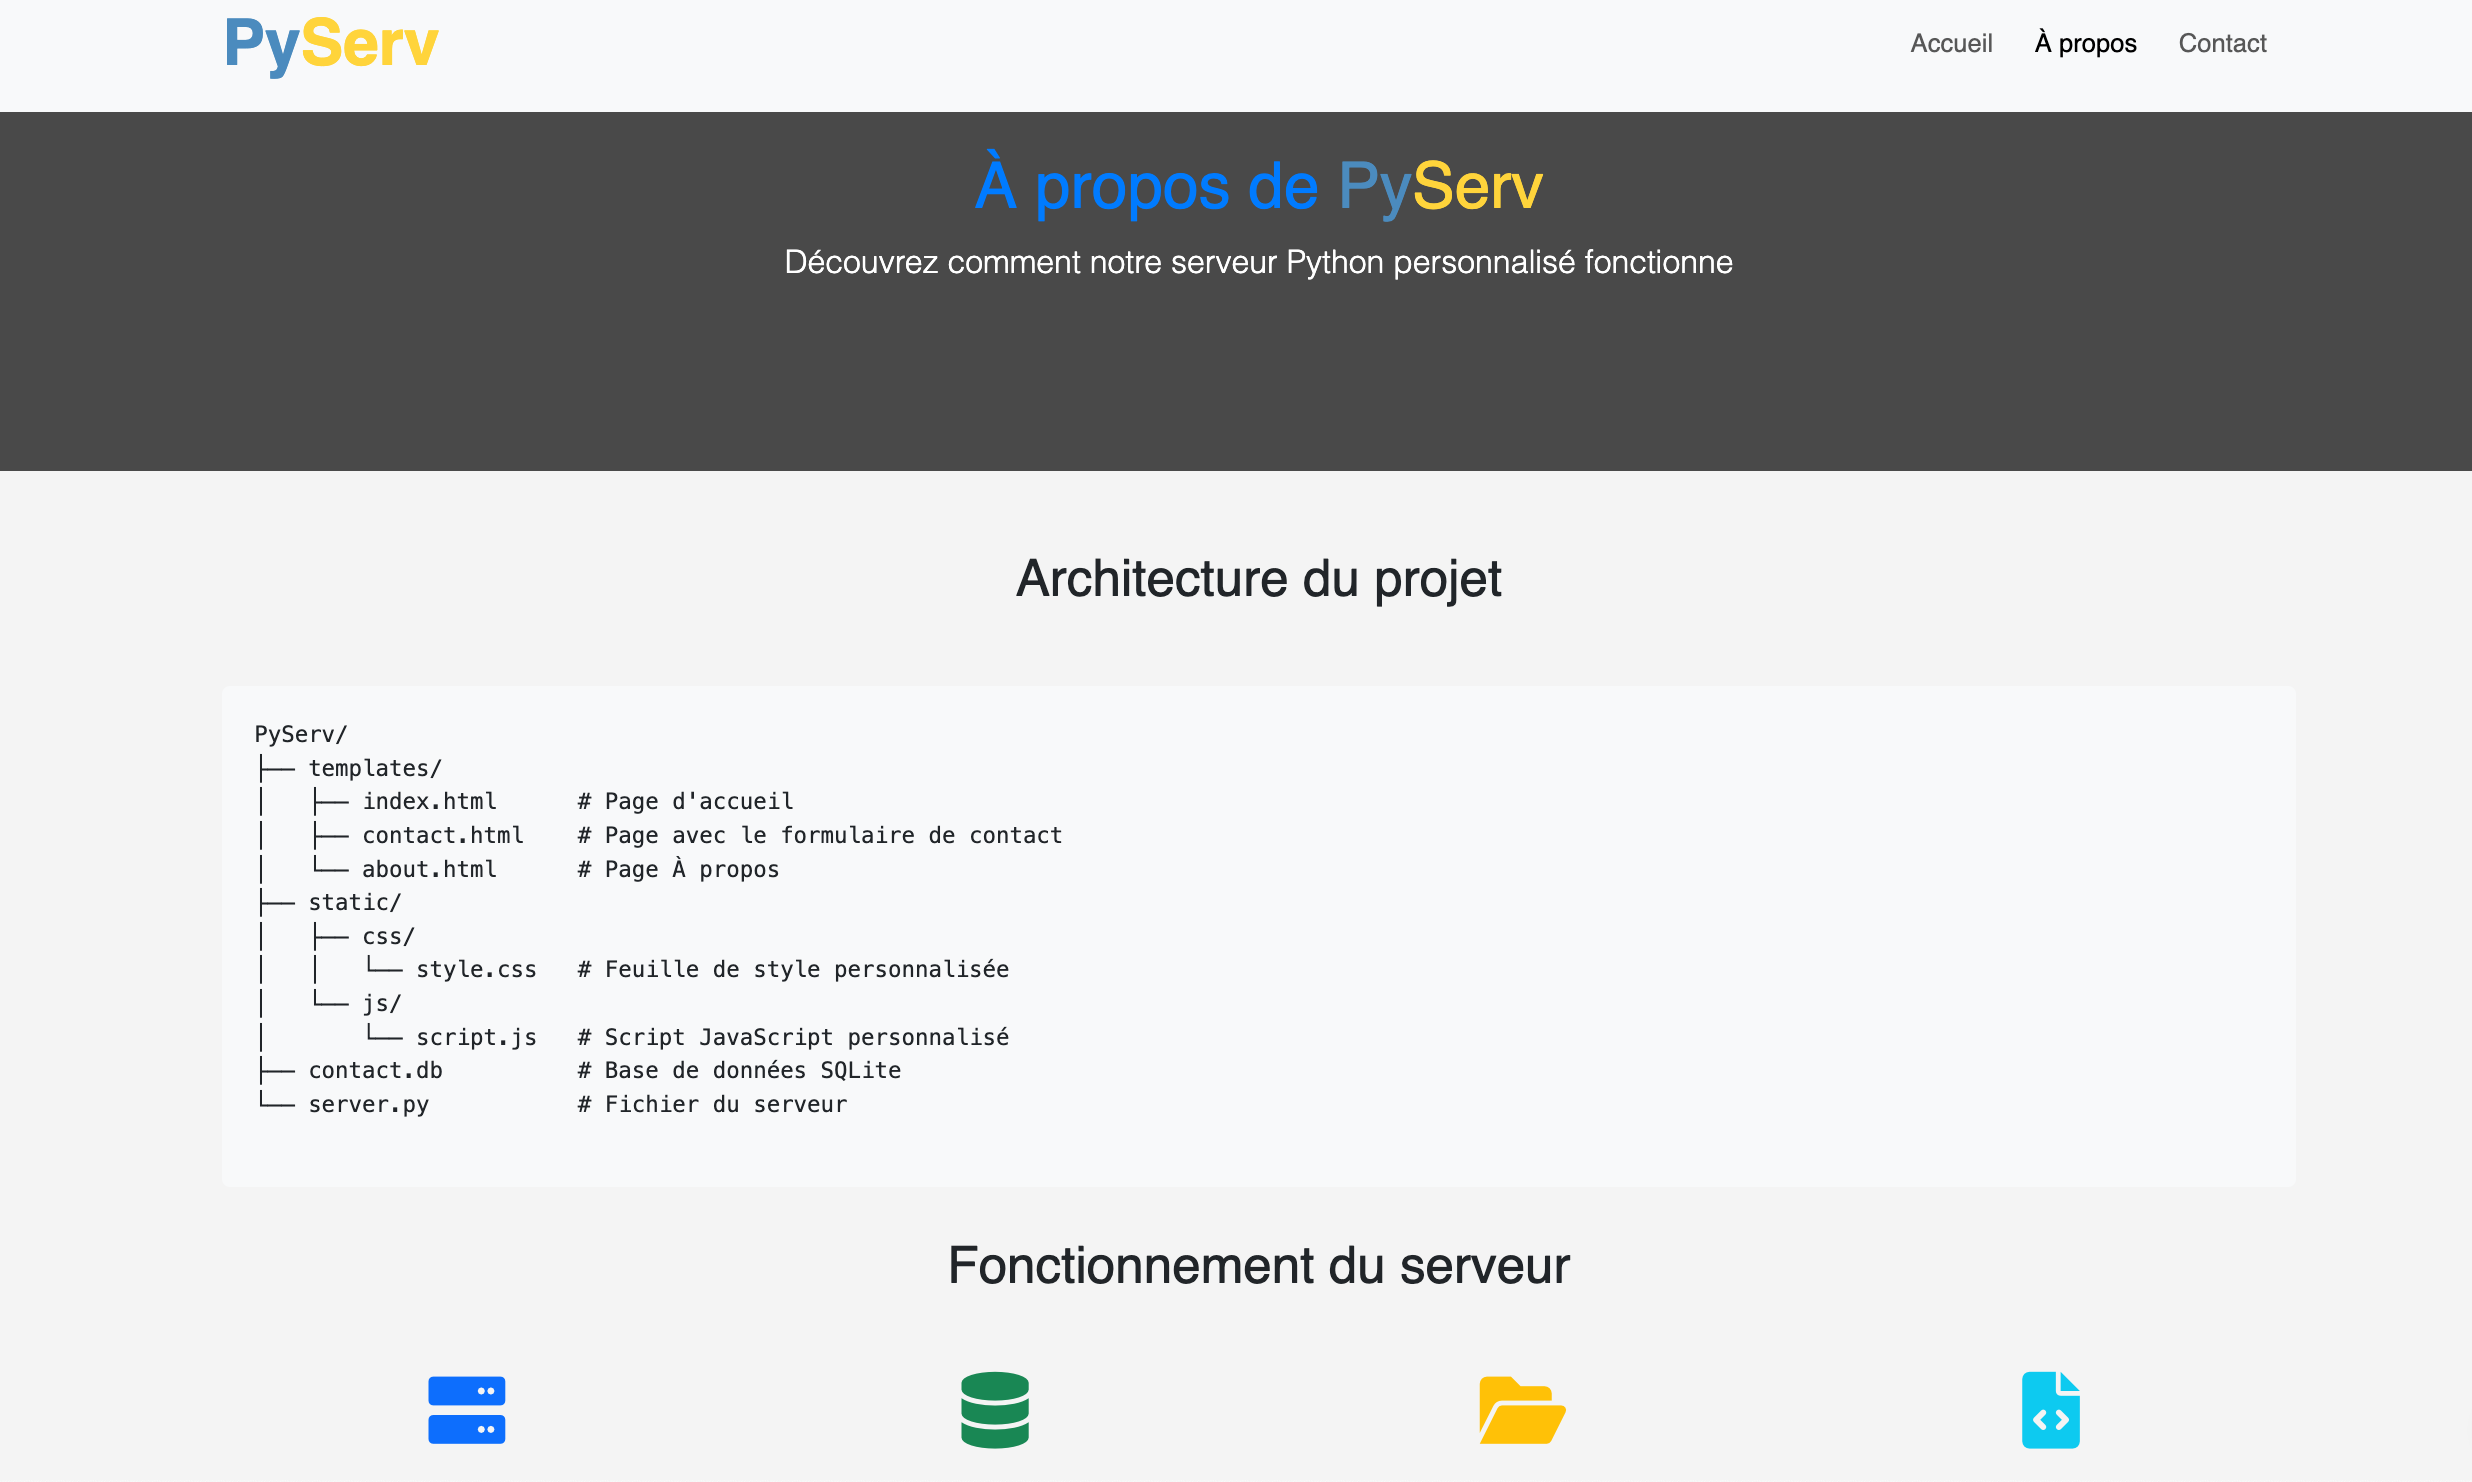 PyServ
Accueil À propos Contact
À propos de PyServ
Découvrez comment notre serveur Python personnalisé fonctionne
Architecture du projet
PyServ/
├── templates/
│   ├── index.html      # Page d'accueil
│   ├── contact.html    # Page avec le formulaire de contact
│   └── about.html      # Page À propos
├── static/
│   ├── css/
│   │   └── style.css   # Feuille de style personnalisée
│   └── js/
│       └── script.js   # Script JavaScript personnalisé
├── contact.db          # Base de données SQLite
└── server.py           # Fichier du serveur
Fonctionnement du serveur